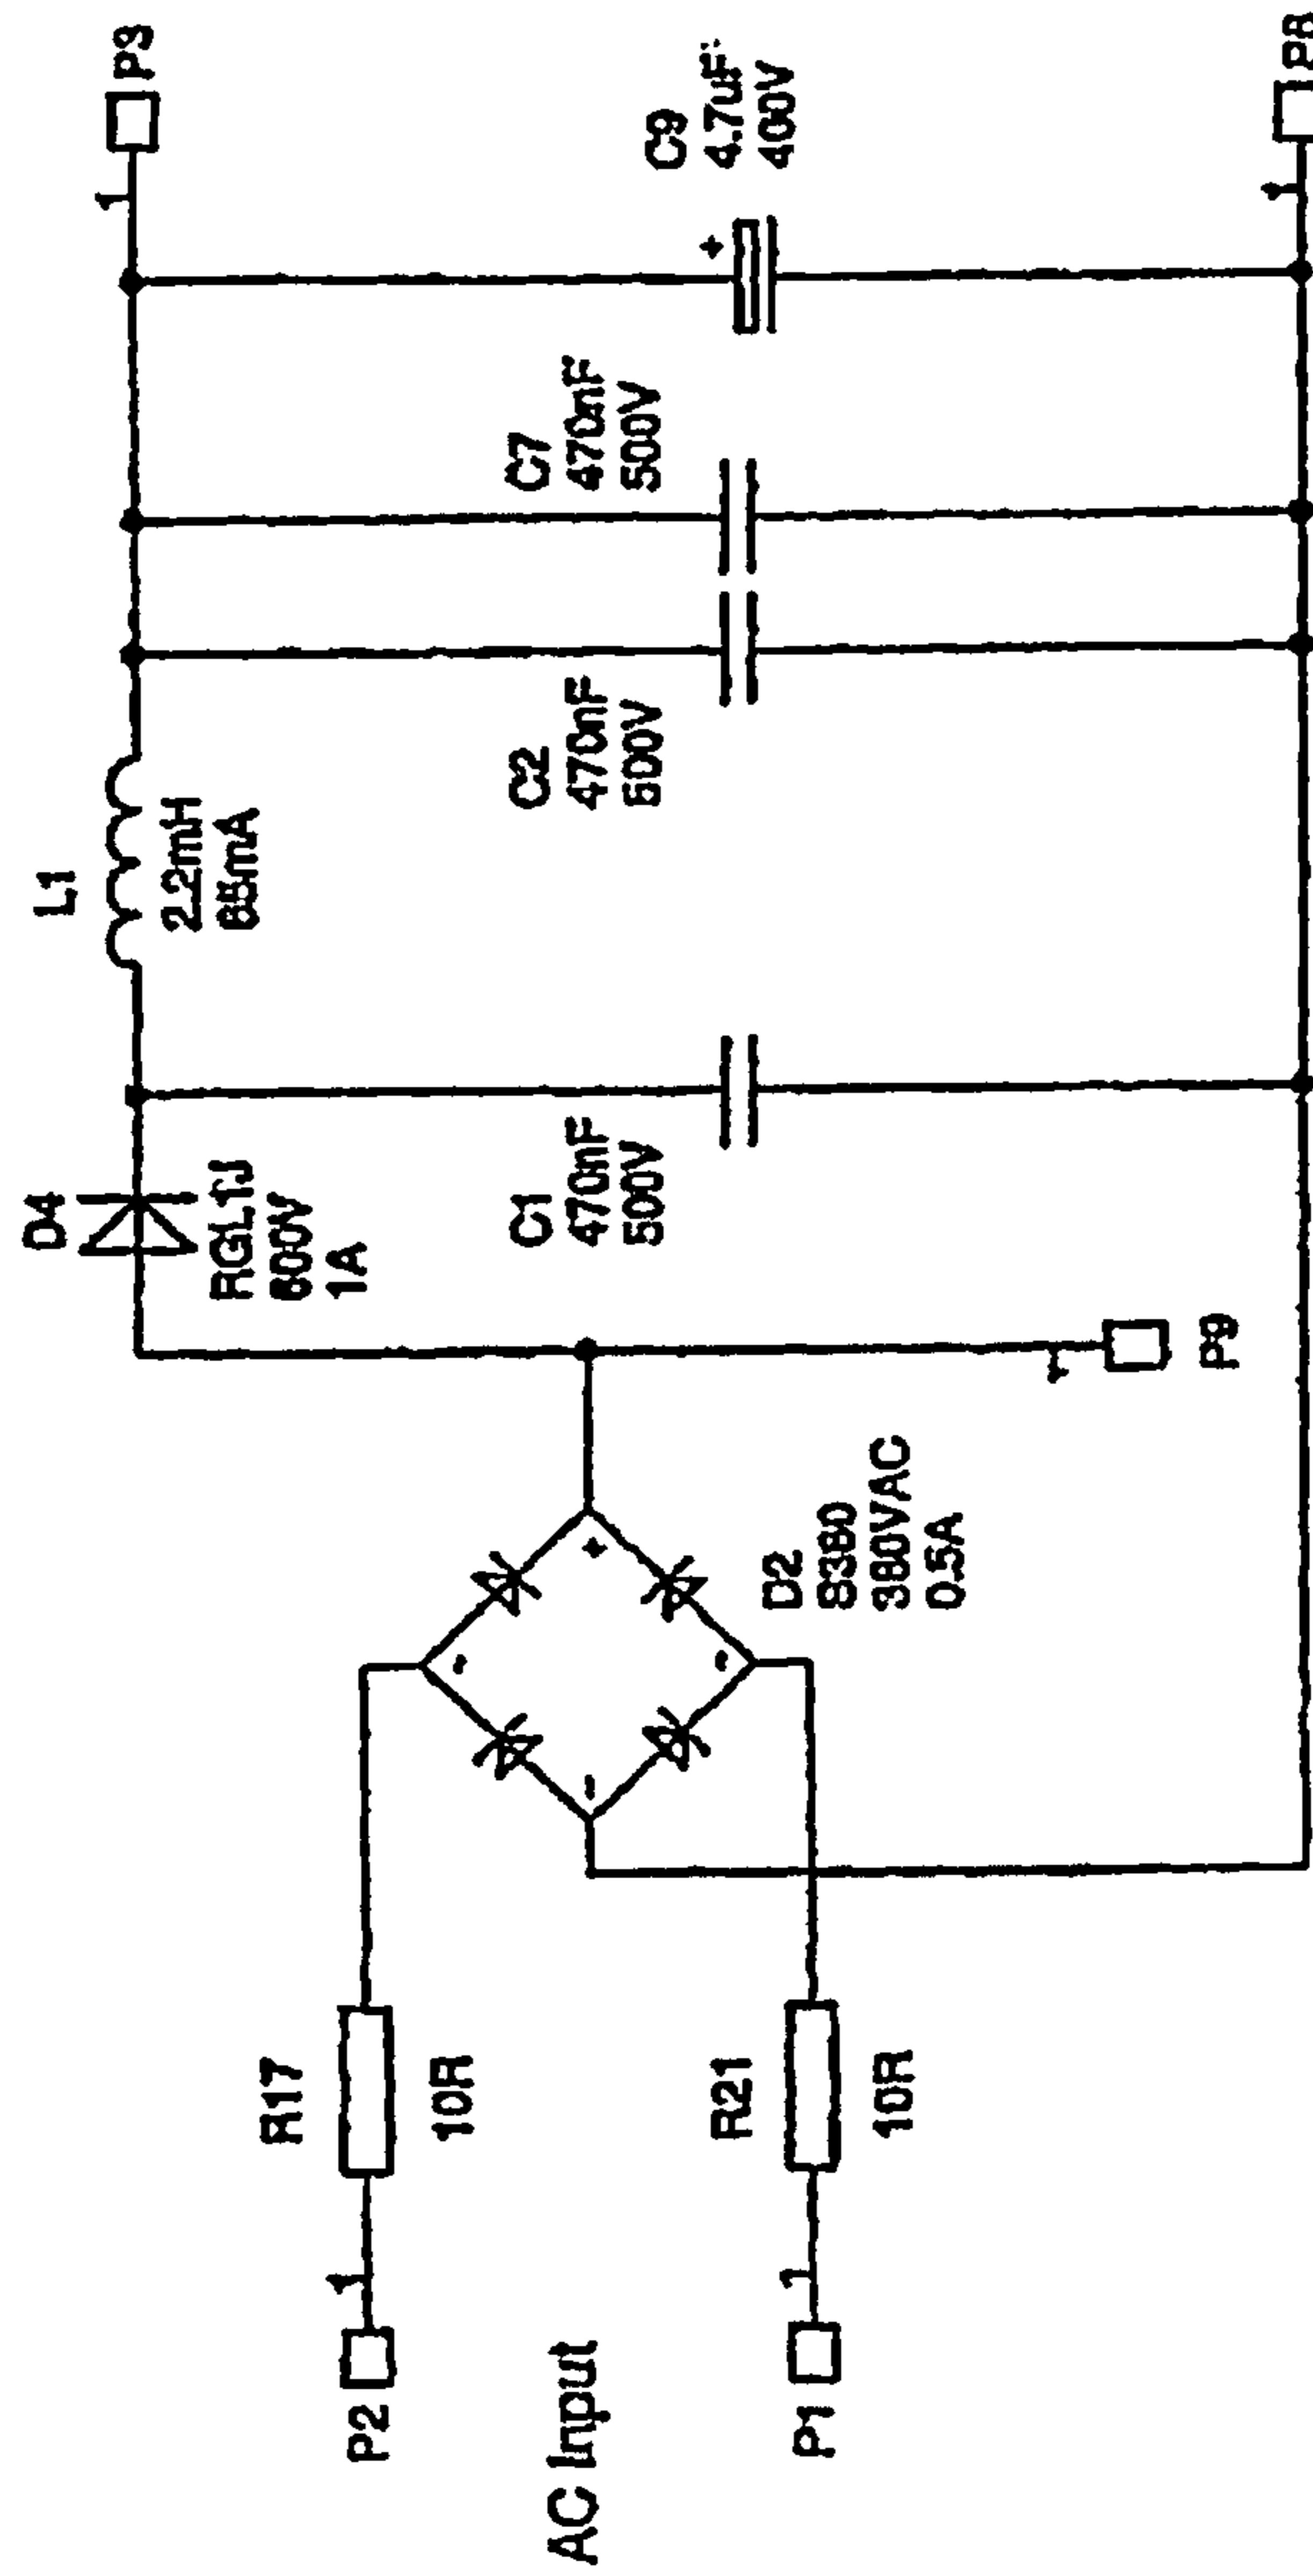 P2
1
R17
10R
AC Input
P1
1
R21
10R
-
~
~
+
D2
S380
380VAC
0.5A
1
P9
D4
RGL1J
600V
1A
C1
470nF
500V
L1
2.2mH
C2
470nF
500V
C7
470nF
500V
+
C9
4.7uF
400V
1
P3
1
P8